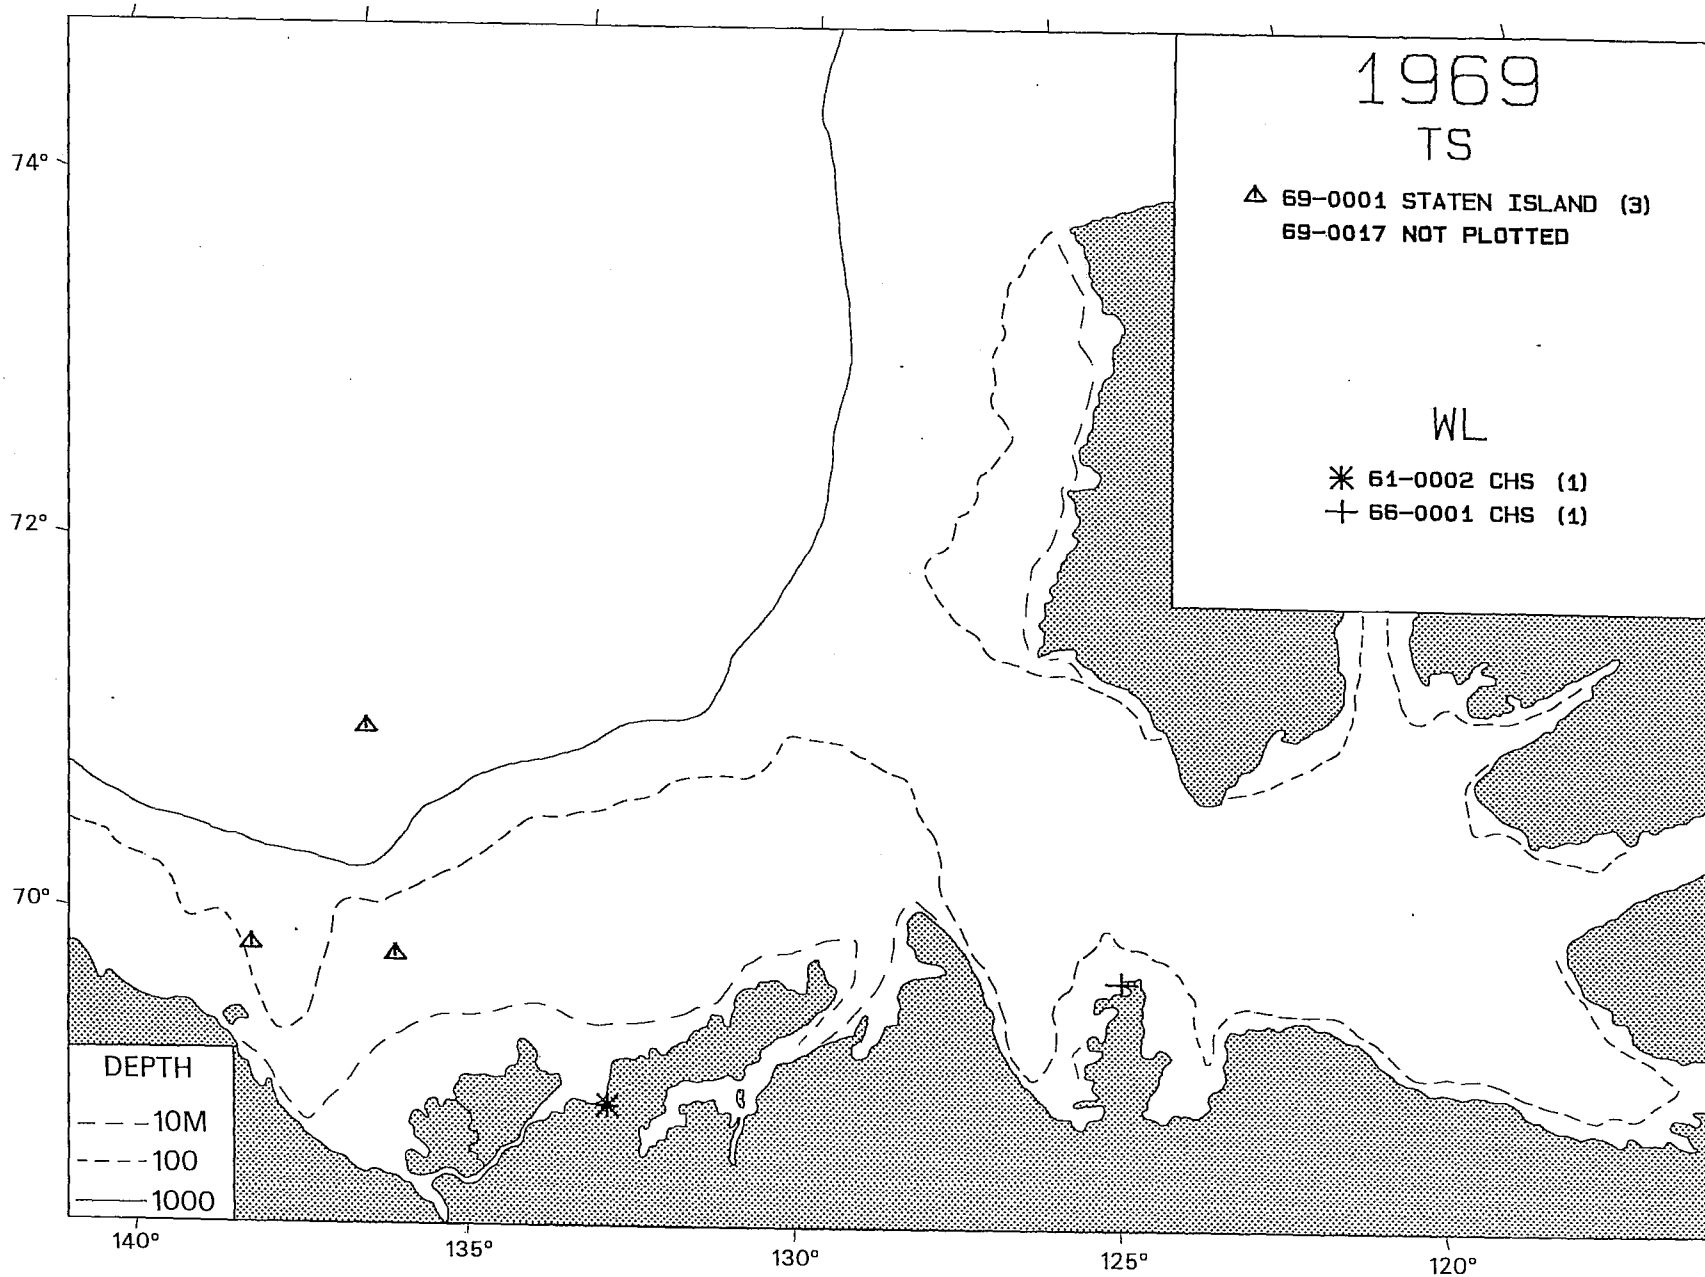 1969
TS
69-0001 STATEN ISLAND (3)
69-0017 NOT PLOTTED
WL
61-0002 CHS (1)
66-0001 CHS (1)
74°
72°
70°
DEPTH
10M
100
1000
140°
135°
130°
125°
120°